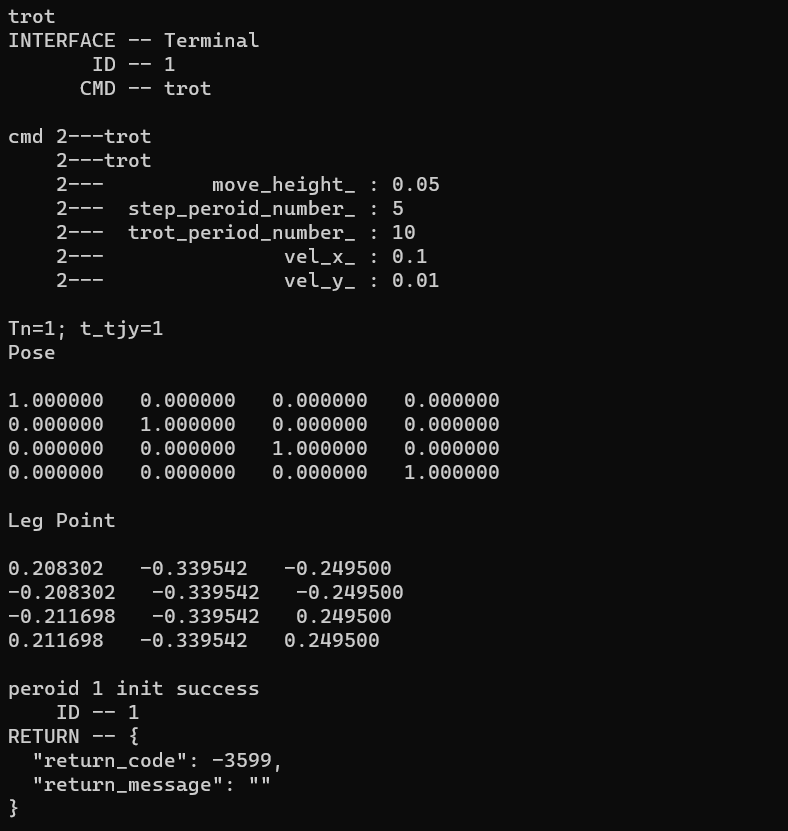 trot
INTERFACE -- Terminal
       ID -- 1
      CMD -- trot

cmd 2---trot
    2---trot
    2---         move_height_ : 0.05
    2---  step_peroid_number_ : 5
    2---  trot_period_number_ : 10
    2---               vel_x_ : 0.1
    2---               vel_y_ : 0.01

Tn=1; t_tjy=1
Pose

1.000000   0.000000   0.000000   0.000000
0.000000   1.000000   0.000000   0.000000
0.000000   0.000000   1.000000   0.000000
0.000000   0.000000   0.000000   1.000000

Leg Point

0.208302   -0.339542   -0.249500
-0.208302   -0.339542   -0.249500
-0.211698   -0.339542   0.249500
0.211698   -0.339542   0.249500

peroid 1 init success
    ID -- 1
RETURN -- {
  "return_code": -3599,
  "return_message": ""
}